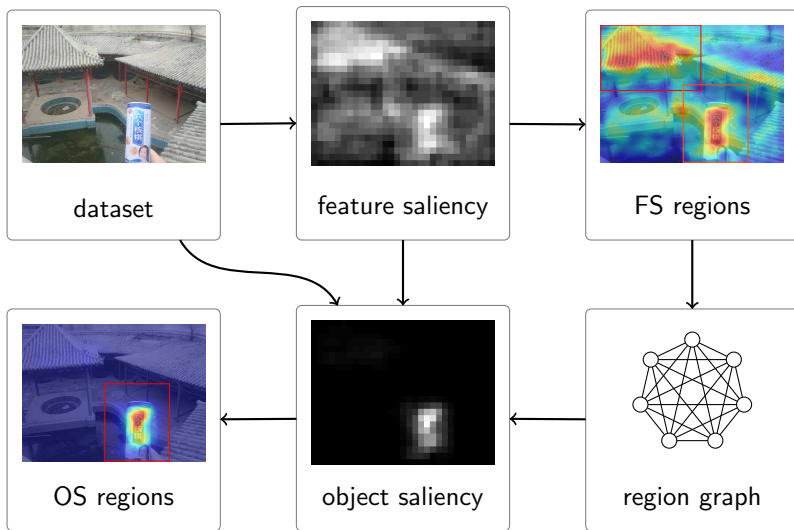 dataset
feature saliency
FS regions
OS regions
object saliency
region graph